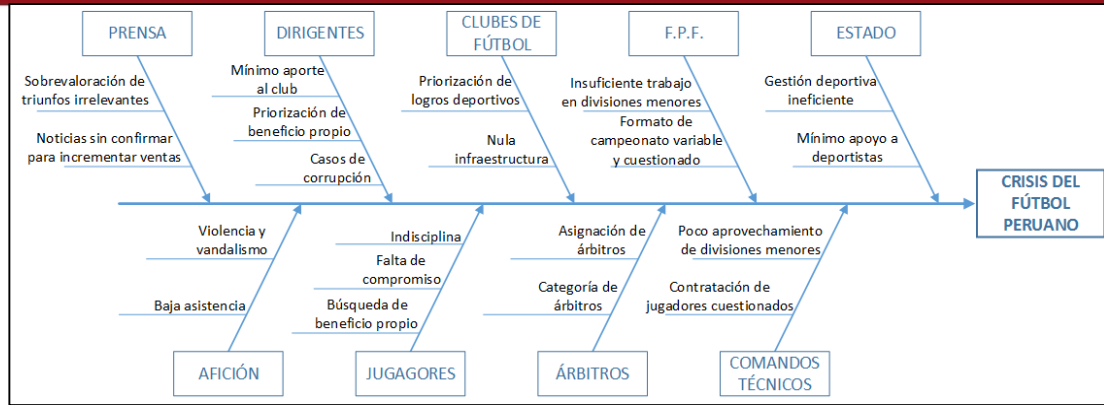 PRENSA
DIRIGENTES
CLUBES DE
FÚTBOL
F.P.F.
ESTADO
Sobrevaloración de
triunfos irrelevantes
Noticias sin confirmar
para incrementar ventas
Mínimo aporte
al club
Priorización de
beneficio propio
Casos de
corrupción
Priorización de
logros deportivos
Nula
infraestructura
Insuficiente trabajo
en divisiones menores
Formato de
campeonato variable
y cuestionado
Gestión deportiva
ineficiente
Mínimo apoyo a
deportistas
CRISIS DEL
FÚTBOL
PERUANO
Violencia y
vandalismo
Baja asistencia
Indisciplina
Falta de
compromiso
Búsqueda de
beneficio propio
Asignación de
árbitros
Categoría de
árbitros
Poco aprovechamiento
de divisiones menores
Contratación de
jugadores cuestionados
AFICIÓN
JUGAGORES
ÁRBITROS
COMANDOS
TÉCNICOS